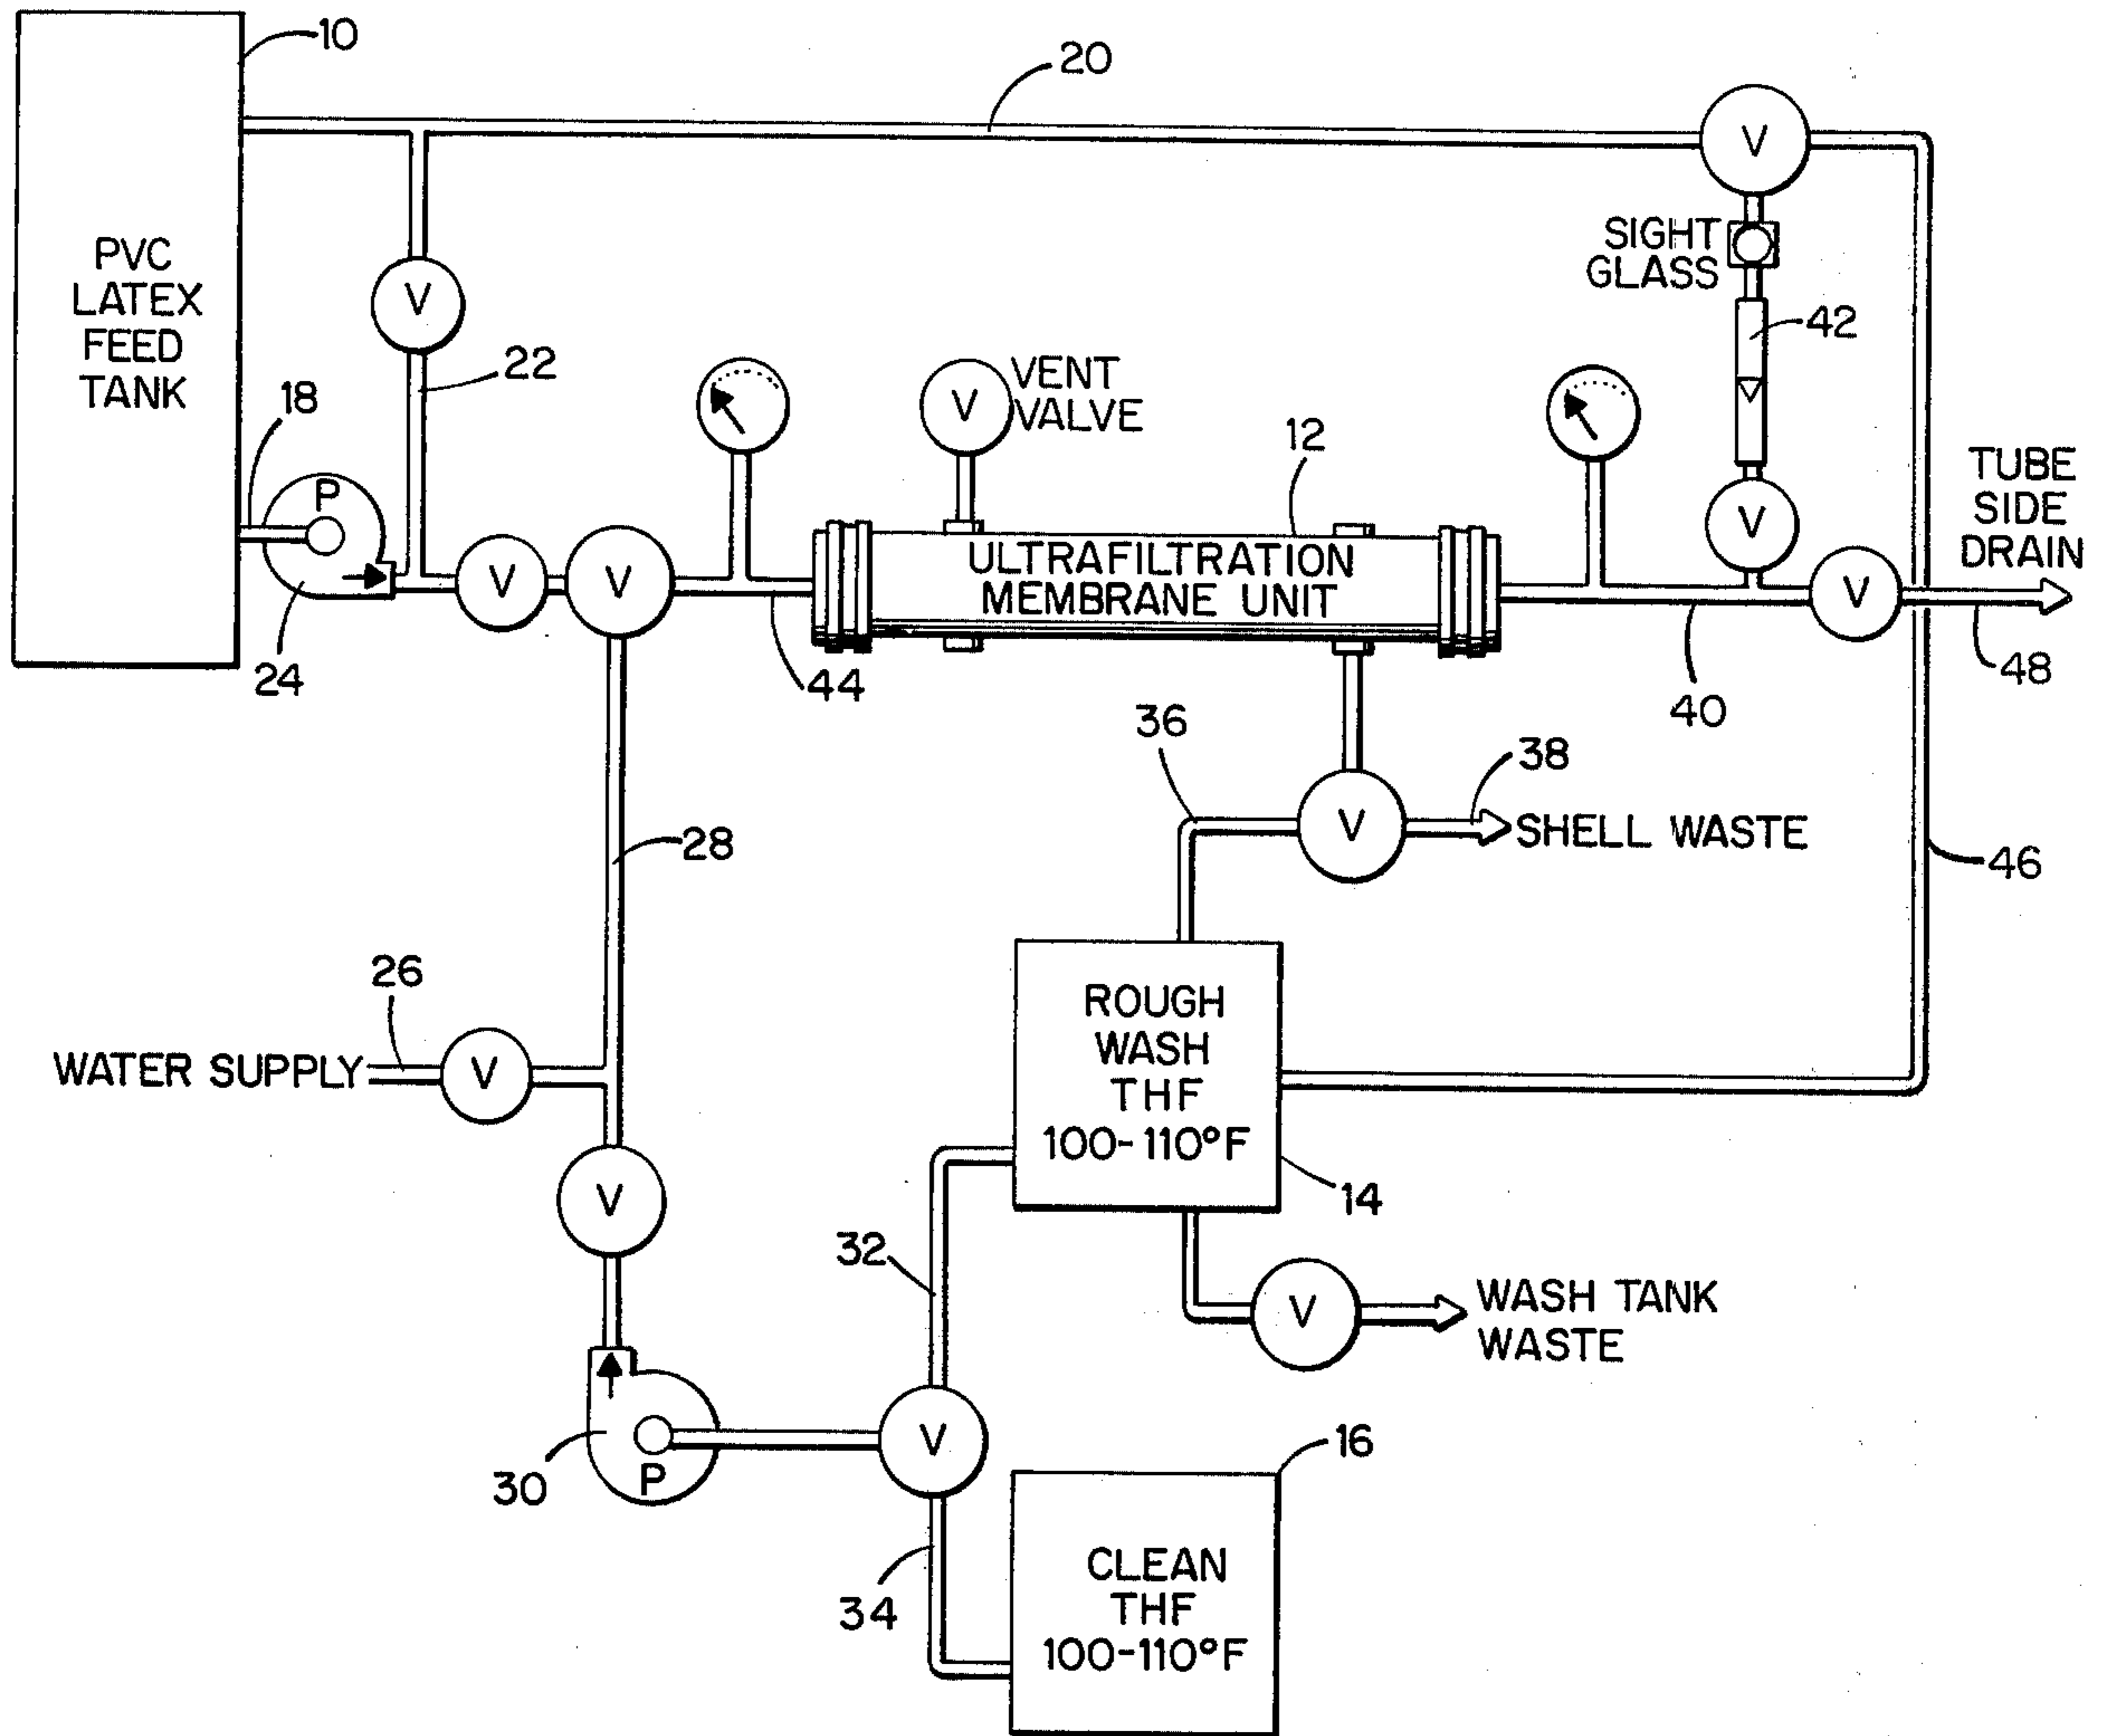 10
20
V
SIGHT
GLASS
PVC
LATEX
FEED
TANK
V
42
22
VENT
VALVE
V
18
12
P
TUBE
SIDE
DRAIN
V
V
V
ULTRAFILTRATION
MEMBRANE UNIT
V
24
44
40
48
36
38
V
SHELL WASTE
28
46
26
WATER SUPPLY
V
ROUGH
WASH
THF
100-110°F
V
14
32
V
WASH TANK
WASTE
30
P
V
16
34
CLEAN
THF
100-110°F